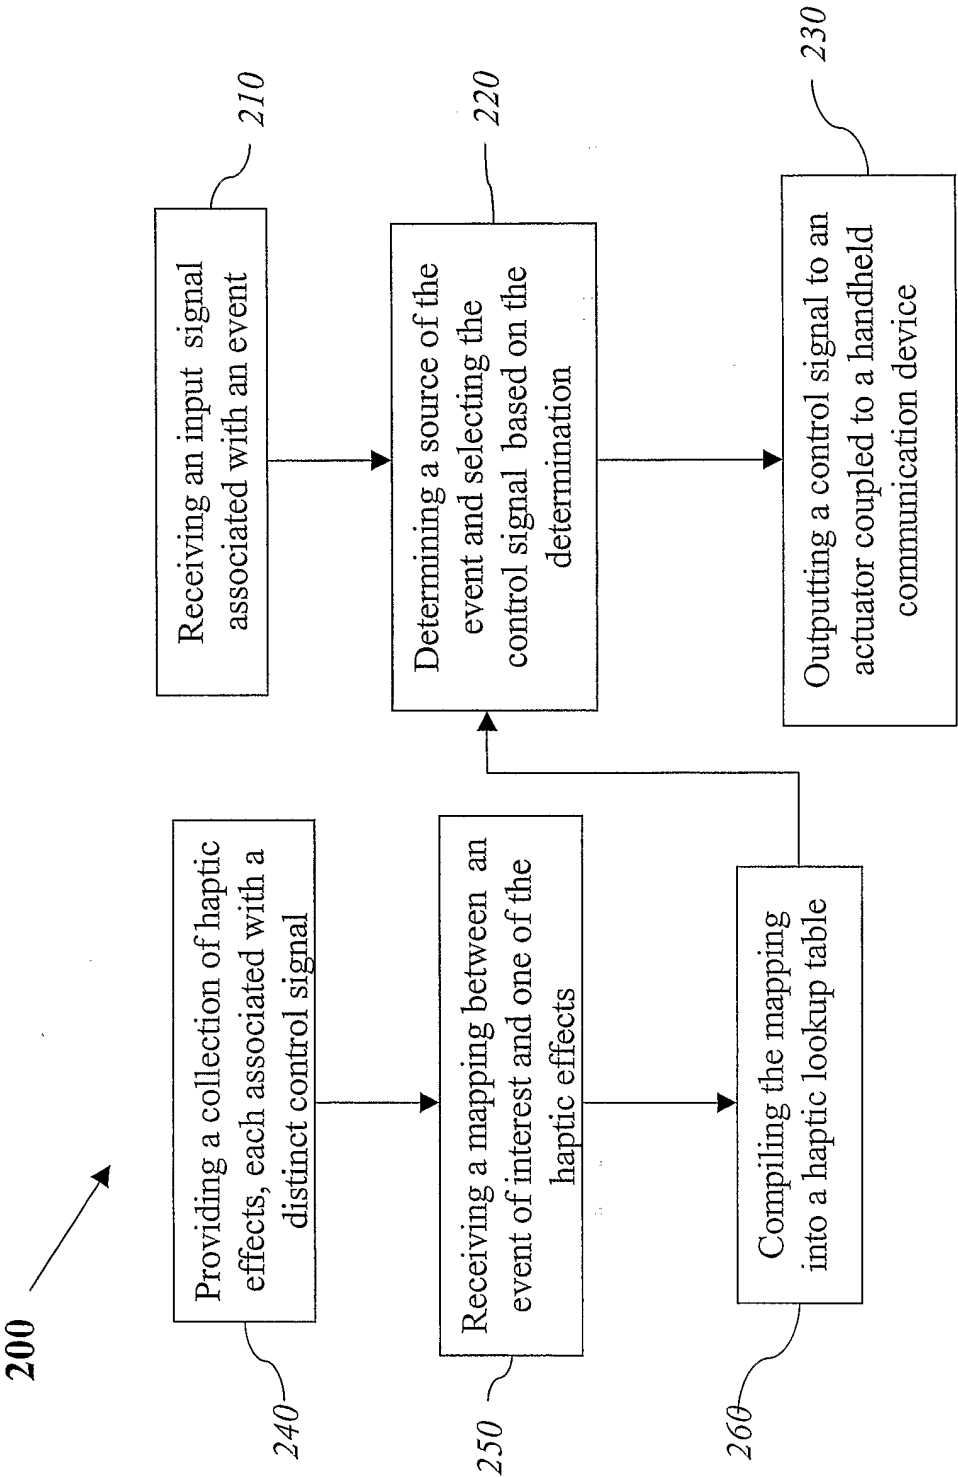 200
240
Providing a collection of haptic
effects, each associated with a
distinct control signal
250
Receiving a mapping between an
event of interest and one of the
haptic effects
260
Compiling the mapping
into a haptic lookup table
Receiving an input signal
associated with an event
210
Determining a source of the
event and selecting the
control signal based on the
determination
220
Outputting a control signal to an
actuator coupled to a handheld
communication device
230